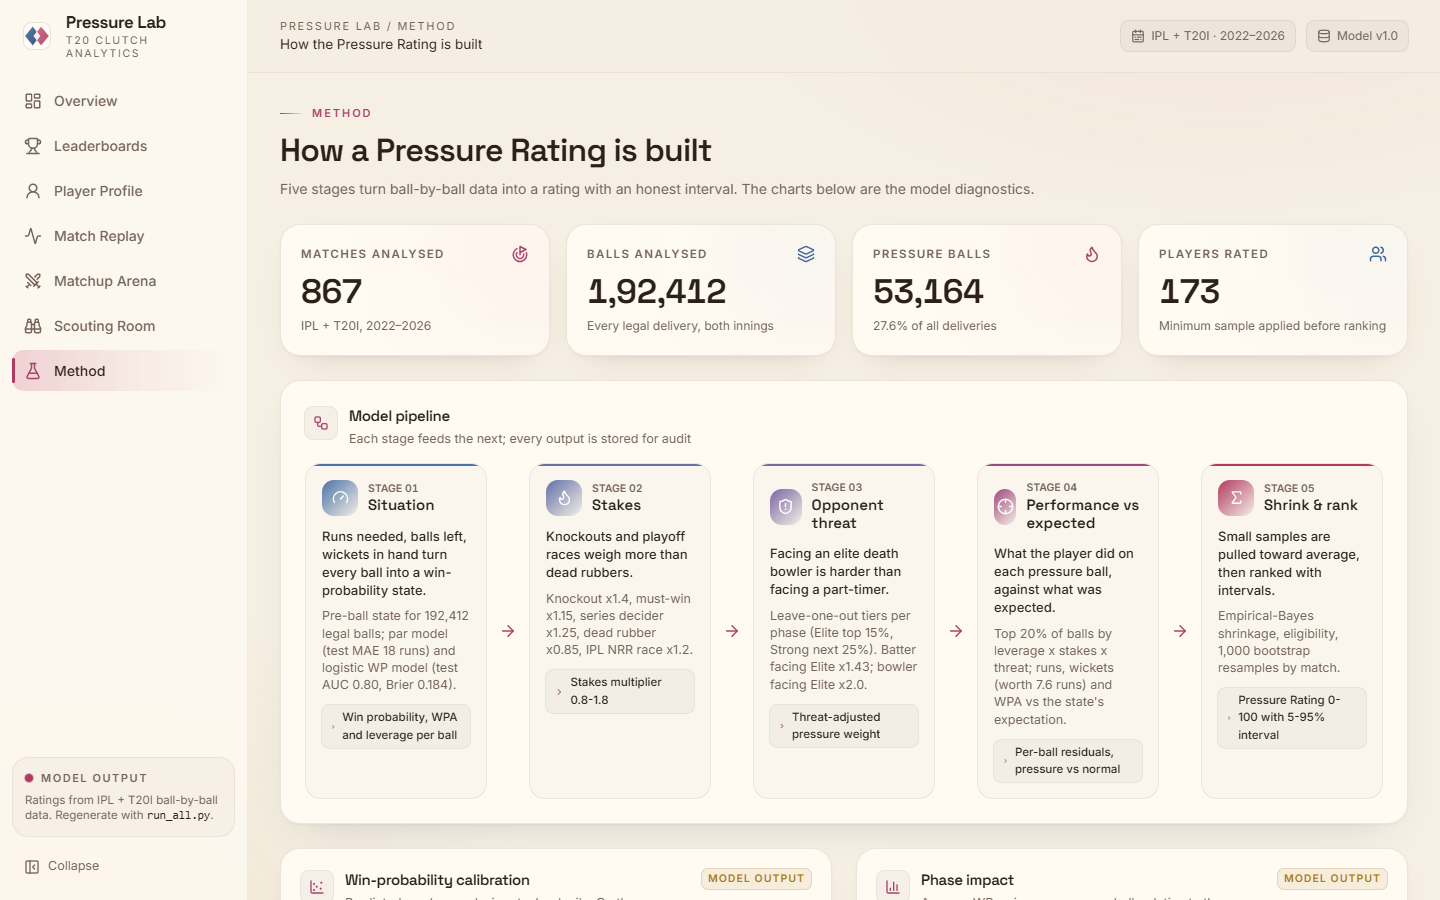 Pressure Lab
T20 CLUTCH
ANALYTICS
Overview
Leaderboards
Player Profile
Match Replay
Matchup Arena
Scouting Room
Method
MODEL OUTPUT
Ratings from IPL + T20I ball-by-ball
data. Regenerate with run_all.py.
Collapse
PRESSURE LAB / METHOD
How the Pressure Rating is built
IPL + T20I · 2022–2026
Model v1.0
METHOD
How a Pressure Rating is built
Five stages turn ball-by-ball data into a rating with an honest interval. The charts below are the model diagnostics.
MATCHES ANALYSED
867
IPL + T20I, 2022–2026
BALLS ANALYSED
1,92,412
Every legal delivery, both innings
PRESSURE BALLS
53,164
27.6% of all deliveries
PLAYERS RATED
173
Minimum sample applied before ranking
Model pipeline
Each stage feeds the next; every output is stored for audit
STAGE 01
Situation
Runs needed, balls left,
wickets in hand turn
every ball into a win-
probability state.
Pre-ball state for 192,412
legal balls; par model
(test MAE 18 runs) and
logistic WP model (test
AUC 0.80, Brier 0.184).
Win probability, WPA
and leverage per ball
STAGE 02
Stakes
Knockouts and playoff
races weigh more than
dead rubbers.
Knockout x1.4, must-win
x1.15, series decider
x1.25, dead rubber
x0.85, IPL NRR race x1.2.
Stakes multiplier
0.8-1.8
STAGE 03
Opponent
threat
Facing an elite death
bowler is harder than
facing a part-timer.
Leave-one-out tiers per
phase (Elite top 15%,
Strong next 25%). Batter
facing Elite x1.43; bowler
facing Elite x2.0.
Threat-adjusted
pressure weight
STAGE 04
Performance vs
expected
What the player did on
each pressure ball,
against what was
expected.
Top 20% of balls by
leverage x stakes x
threat; runs, wickets
(worth 7.6 runs) and
WPA vs the state's
expectation.
Per-ball residuals,
pressure vs normal
STAGE 05
Shrink & rank
Small samples are
pulled toward average,
then ranked with
intervals.
Empirical-Bayes
shrinkage, eligibility,
1,000 bootstrap
resamples by match.
Pressure Rating 0-
100 with 5-95%
interval
Win-probability calibration
MODEL OUTPUT
Phase impact
MODEL OUTPUT